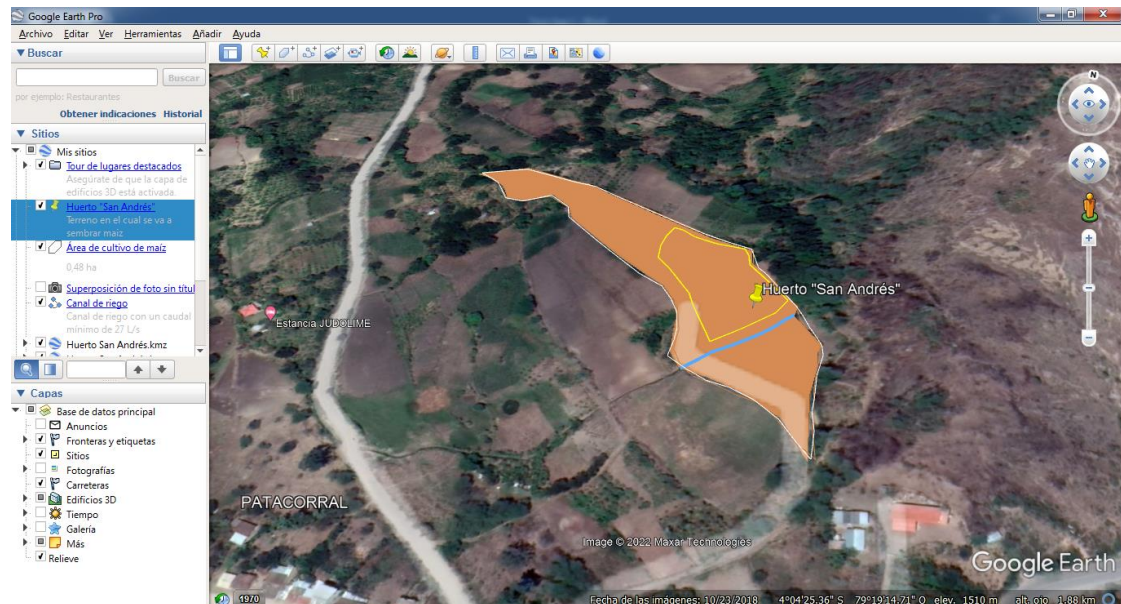 Google Earth Pro
Archivo Editar Ver Herramientas Añadir Ayuda
Buscar
Buscar
por ejemplo: Restaurantes
Obtener indicaciones Historial
Sitios
Mis sitios
Tour de lugares destacados
Asegúrate de que la capa de
edificios 3D está activada.
Huerto "San Andrés"
Terreno en el cual se va a
sembrar maíz
Área de cultivo de maíz
0,48 ha
Superposición de foto sin títul
Canal de riego
Canal de riego con un caudal
mínimo de 27 L/s
Huerto San Andrés.kmz
Capas
Base de datos principal
Anuncios
Fronteras y etiquetas
Sitios
Fotografías
Carreteras
Edificios 3D
Tiempo
Galería
Más
Relieve
N
Huerto "San Andrés"
Estancia JUDOLIME
PATACORRAL
Image © 2022 Maxar Technologies
Google Earth
1970
Fecha de las imágenes: 10/23/2018 4°04'25.36" S 79°19'14.71" O elev. 1510 m alt. ojo 1.88 km